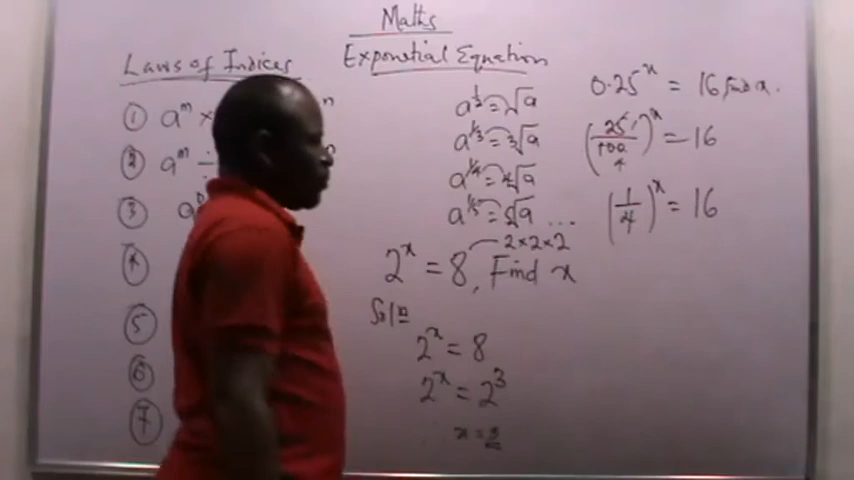 Maths
Exponetial Equation
Laws of Indices
① aᵐ × ⁿ
② aᵐ ÷ ⁿ
③ a⁰
④
⑤
⑥
⑦
a^½ = √a
a^⅓ = ∛a
a^¼ = ∜a
a^⅕ = ⁵√a ...
2ˣ = 8, Find x
2×2×2
Soln
2ˣ = 8
2ˣ = 2³
x = 3
0.25ˣ = 16 find x.
(25/100)ˣ = 16
4
(1/4)ˣ = 16